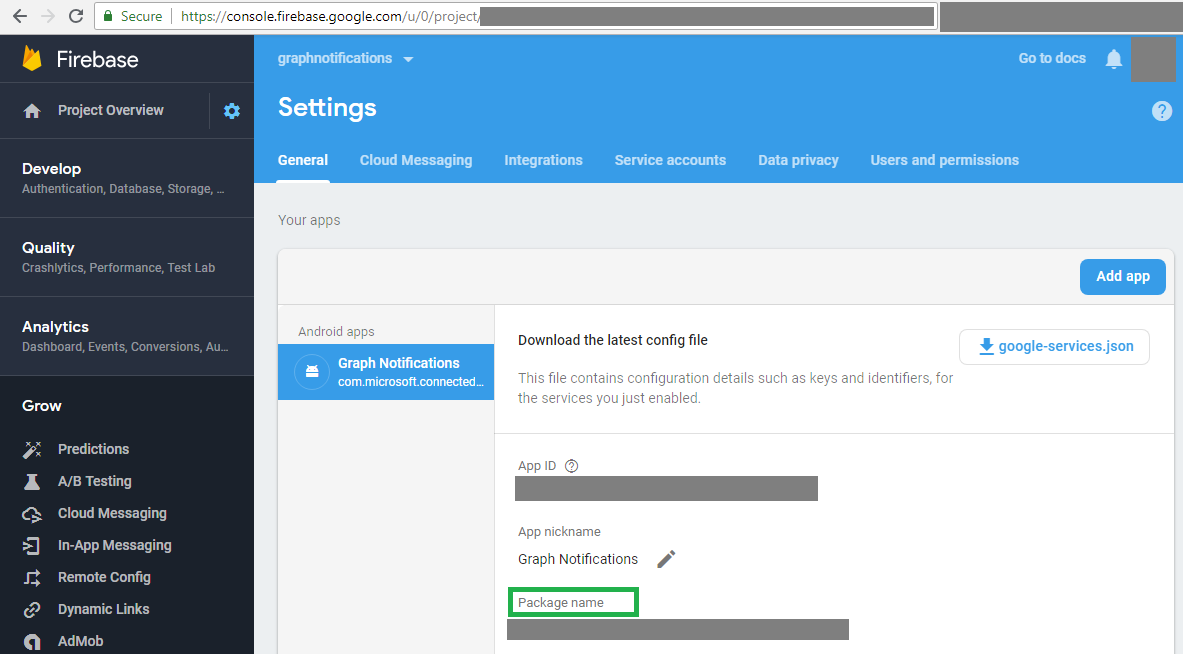 Secure
https://console.firebase.google.com/u/0/project/
Firebase
graphnotifications
Go to docs
Project Overview
Settings
General Cloud Messaging Integrations Service accounts Data privacy Users and permissions
Develop
Authentication, Database, Storage, ...
Quality
Crashlytics, Performance, Test Lab
Analytics
Dashboard, Events, Conversions, Au...
Grow
Predictions
A/B Testing
Cloud Messaging
In-App Messaging
Remote Config
Dynamic Links
AdMob
Your apps
Add app
Android apps
Graph Notifications
com.microsoft.connected...
Download the latest config file
google-services.json
This file contains configuration details such as keys and identifiers, for
the services you just enabled.
App ID ?
App nickname
Graph Notifications
Package name